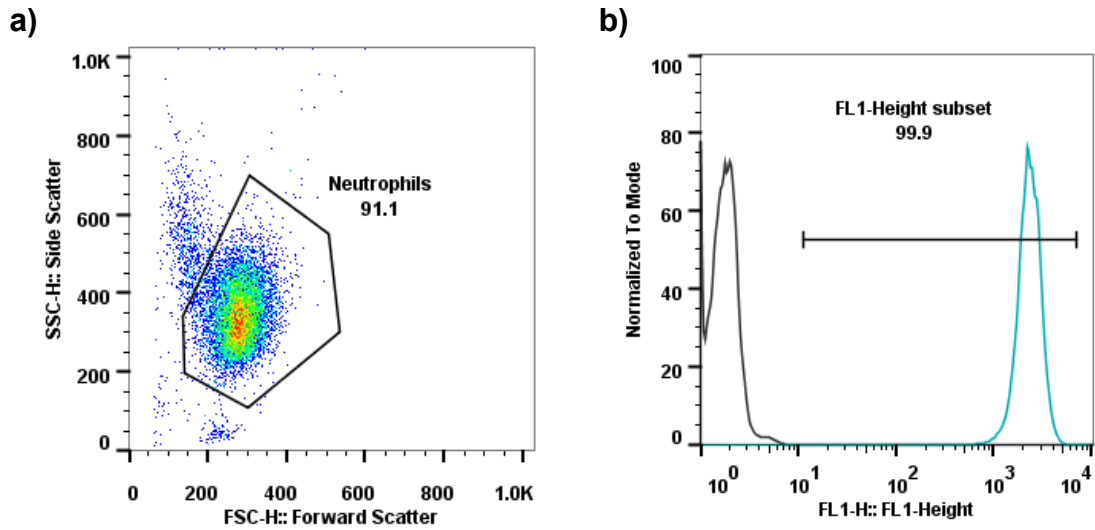 a)
1.0K
800
600
400
200
0
SSC-H:: Side Scatter
Neutrophils
91.1
0 200 400 600 800 1.0K
FSC-H:: Forward Scatter
b)
100
80
60
40
20
0
Normalized To Mode
FL1-Height subset
99.9
10^0 10^1 10^2 10^3 10^4
FL1-H:: FL1-Height